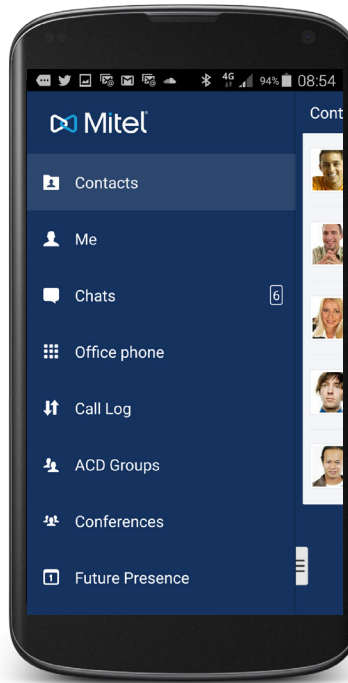 4G 94% 08:54
Mitel
Cont
Contacts
Me
Chats 6
Office phone
Call Log
ACD Groups
Conferences
1 Future Presence